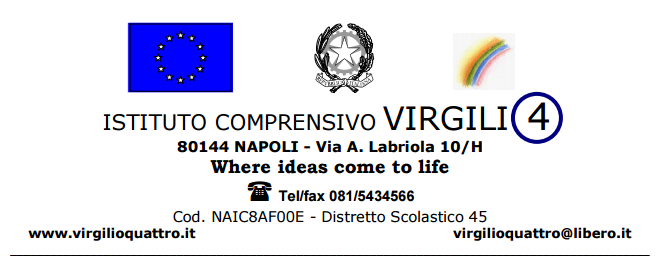 ISTITUTO COMPRENSIVO VIRGILI 4
80144 NAPOLI - Via A. Labriola 10/H
Where ideas come to life
☎ Tel/fax 081/5434566
Cod. NAIC8AF00E - Distretto Scolastico 45
www.virgilioquattro.it virgilioquattro@libero.it